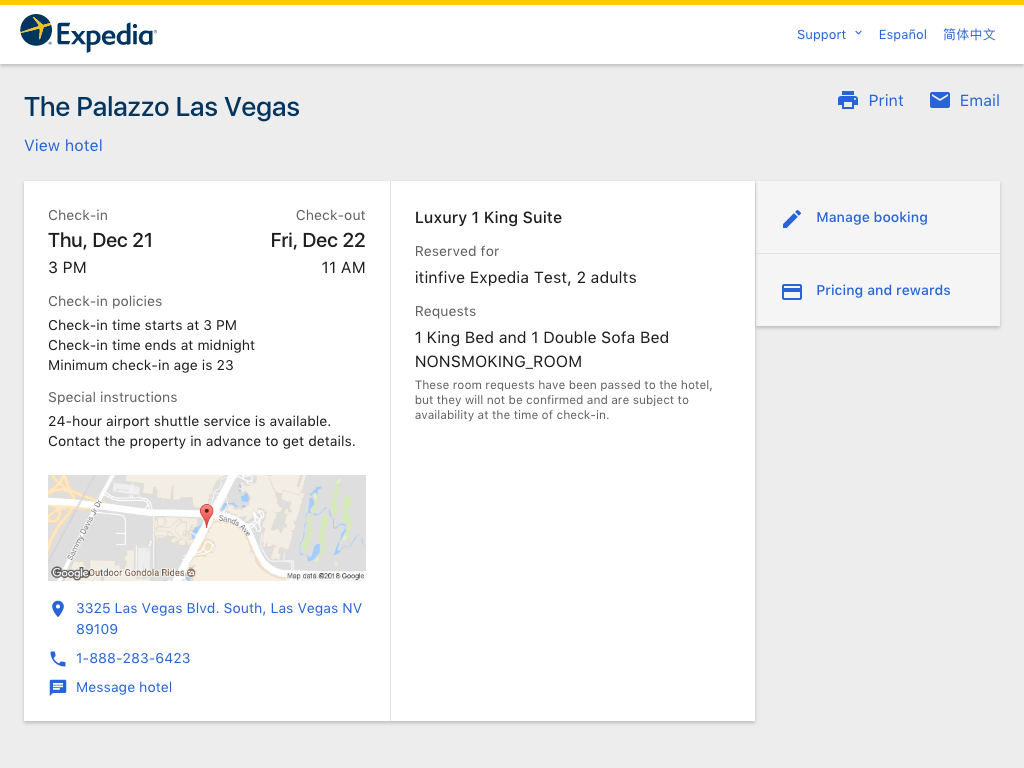 Expedia
Support
Español
简体中文
The Palazzo Las Vegas
View hotel
Print
Email
Check-in
Check-out
Thu, Dec 21
Fri, Dec 22
3 PM
11 AM
Check-in policies
Check-in time starts at 3 PM
Check-in time ends at midnight
Minimum check-in age is 23
Special instructions
24-hour airport shuttle service is available.
Contact the property in advance to get details.
Sammy Davis Jr Dr
Sands Ave
Google
Outdoor Gondola Rides
Map data ©2018 Google
3325 Las Vegas Blvd. South, Las Vegas NV
89109
1-888-283-6423
Message hotel
Luxury 1 King Suite
Reserved for
itinfive Expedia Test, 2 adults
Requests
1 King Bed and 1 Double Sofa Bed
NONSMOKING_ROOM
These room requests have been passed to the hotel,
but they will not be confirmed and are subject to
availability at the time of check-in.
Manage booking
Pricing and rewards